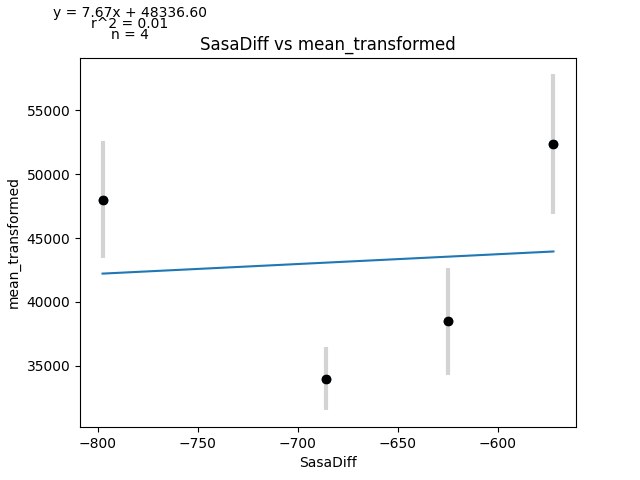 y = 7.67x + 48336.60
r^2 = 0.01
n = 4
SasaDiff vs mean_transformed
55000
50000
45000
40000
35000
mean_transformed
−800
−750
−700
−650
−600
SasaDiff